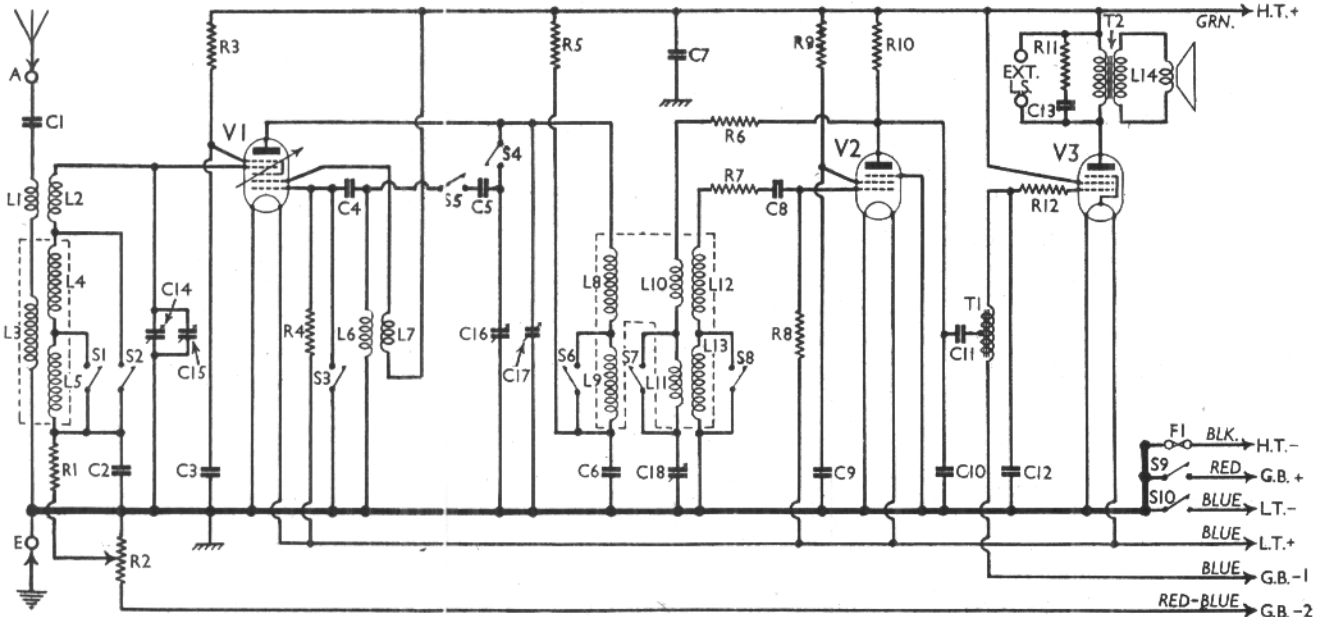 H.T.+
GRN.
R3
R5
C7
R9
R10
R11
T2
EXT.
L.S.
C13
L14
A
C1
V1
S4
R6
V2
V3
L1
L2
C4
S5
C5
R7
C8
R12
L3
L4
C14
L8
L10
L12
T1
S1
S2
L5
C15
R4
S3
L6
L7
C16
C17
S6
L9
S7
L11
L13
S8
R8
C11
R1
C2
C3
C6
C18
C9
C10
C12
F1
BLK.
H.T.-
S9
RED
G.B.+
S10
BLUE
L.T.-
E
R2
BLUE
L.T.+
BLUE
G.B.-1
RED-BLUE
G.B.-2